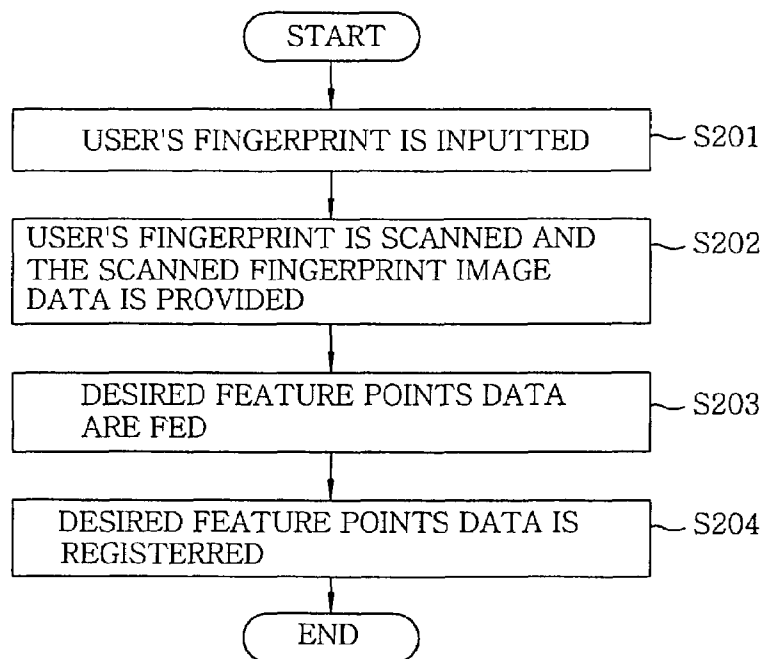 START
USER'S FINGERPRINT IS INPUTTED
S201
USER'S FINGERPRINT IS SCANNED AND
THE SCANNED FINGERPRINT IMAGE
DATA IS PROVIDED
S202
DESIRED FEATURE POINTS DATA
ARE FED
S203
DESIRED FEATURE POINTS DATA IS
REGISTERRED
S204
END